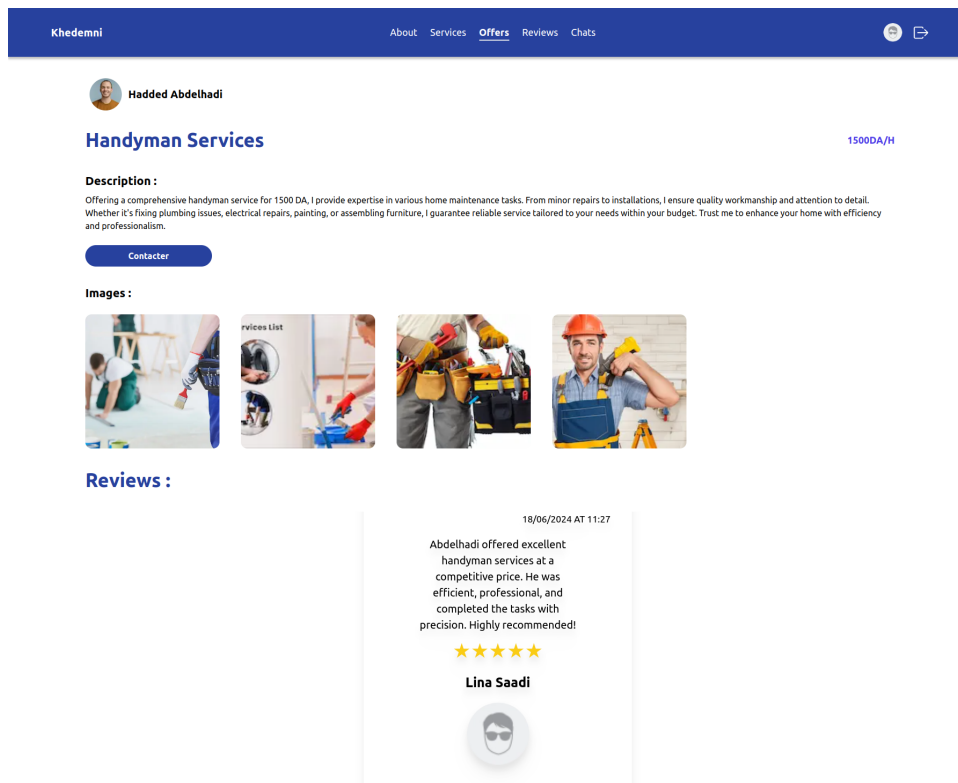 Khedemni
About Services Offers Reviews Chats
Hadded Abdelhadi
Handyman Services
1500DA/H
Description :
Offering a comprehensive handyman service for 1500 DA, I provide expertise in various home maintenance tasks. From minor repairs to installations, I ensure quality workmanship and attention to detail.
Whether it's fixing plumbing issues, electrical repairs, painting, or assembling furniture, I guarantee reliable service tailored to your needs within your budget. Trust me to enhance your home with efficiency
and professionalism.
Contacter
Images :
rvices List
Reviews :
18/06/2024 AT 11:27
Abdelhadi offered excellent
handyman services at a
competitive price. He was
efficient, professional, and
completed the tasks with
precision. Highly recommended!
Lina Saadi